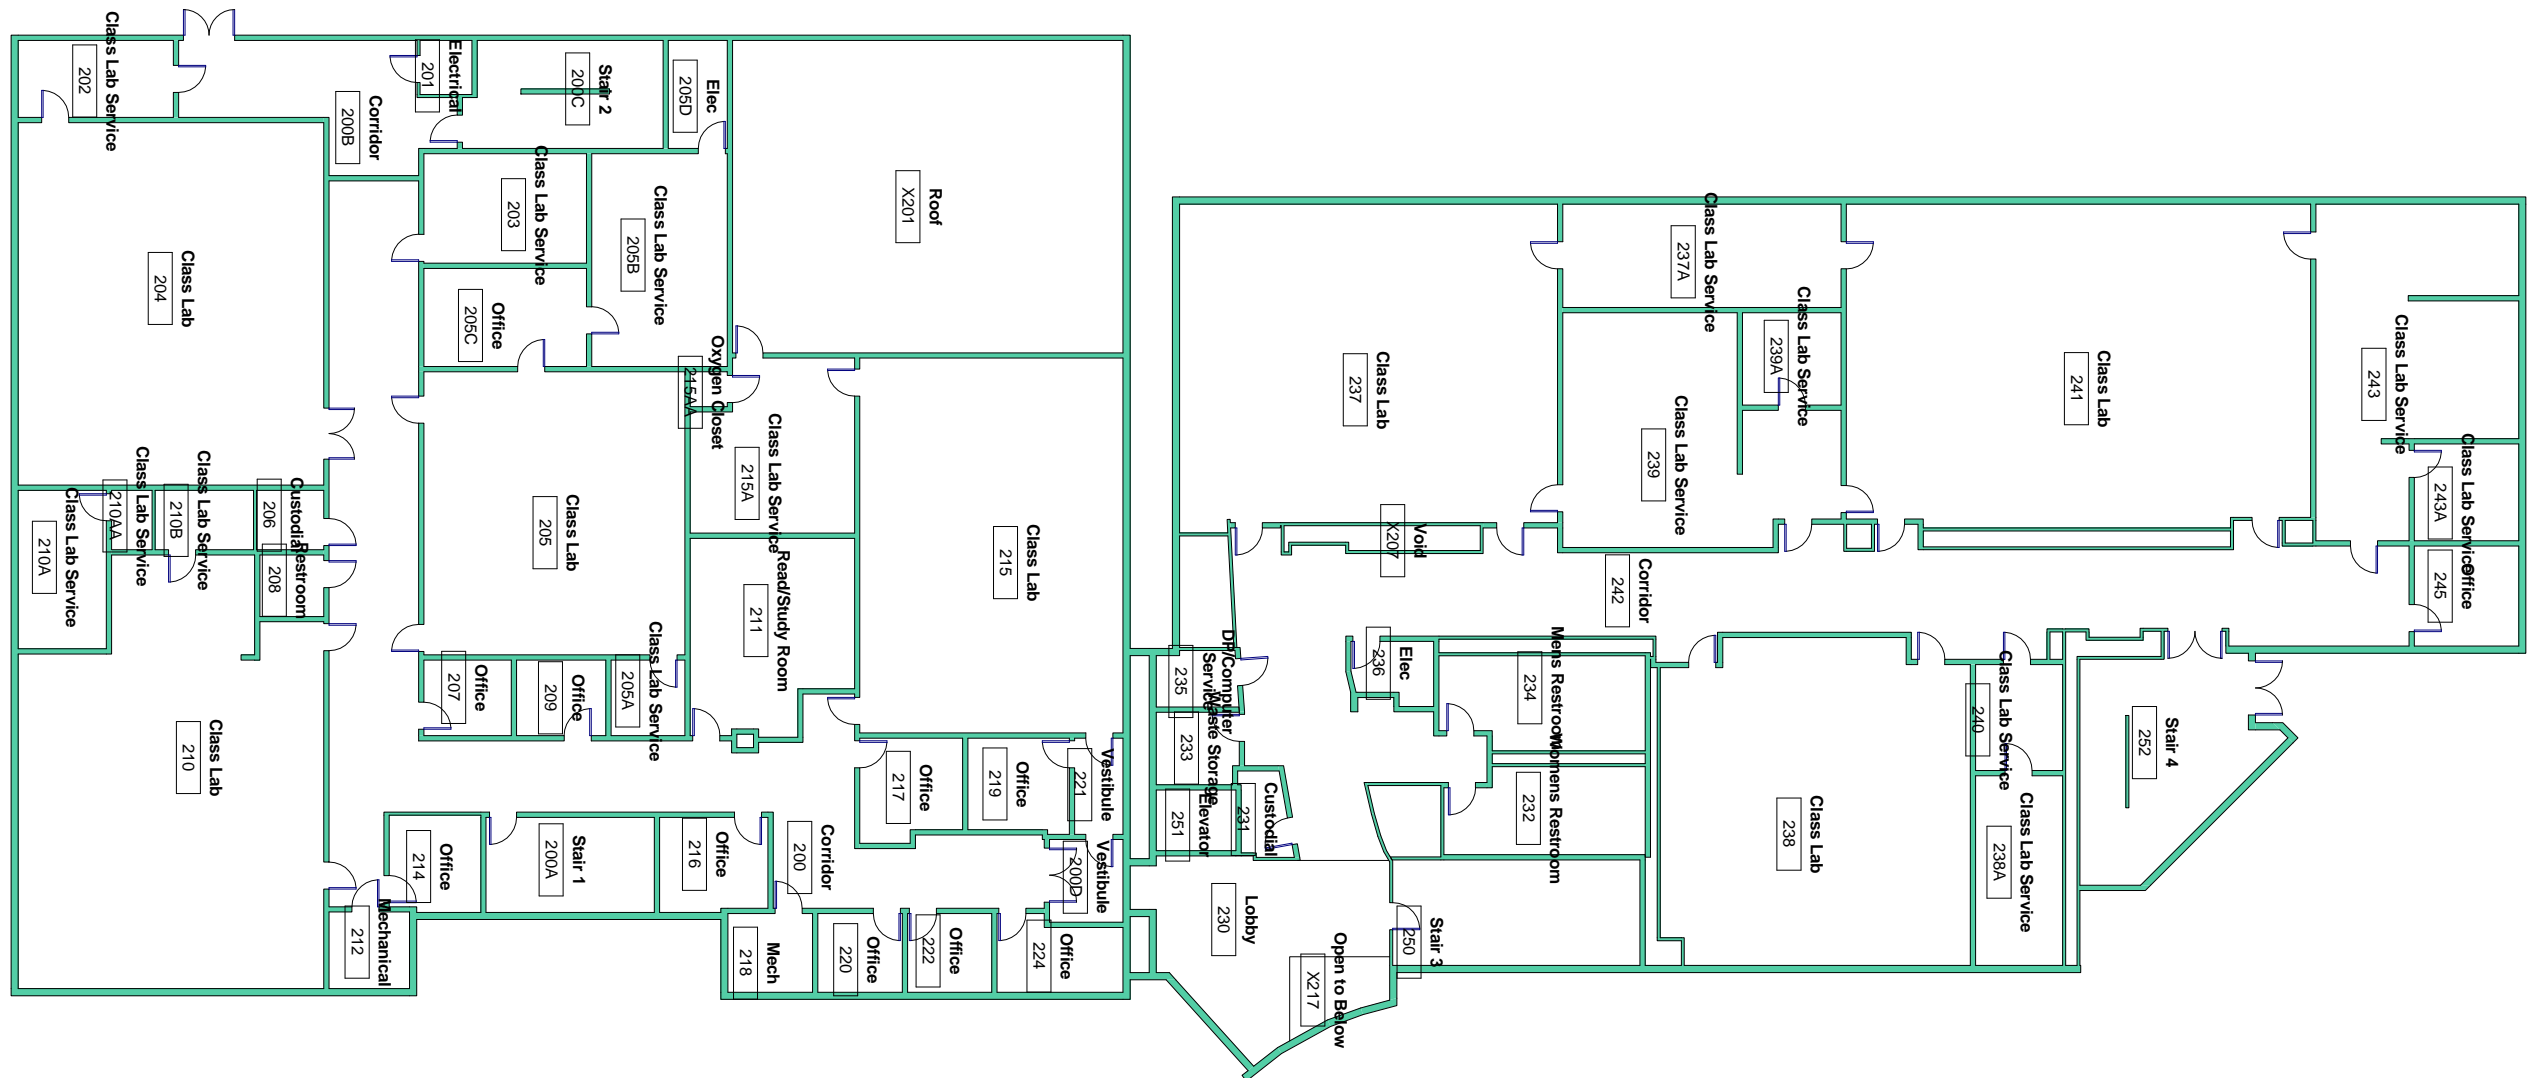 Class Lab Service
202
Electrical
201
Stair 2
200C
Elec
205D
Corridor
200B
Class Lab Service
203
Class Lab Service
205B
Roof
X201
Class Lab
204
Office
205C
Oxygen Closet
215AA
Class Lab Service
215A
Class Lab
205
Class Lab
215
Custodial
206
Class Lab Service
210B
Class Lab Service
210AA
Class Lab Service
210A
Restroom
208
Read/Study Room
211
Class Lab
210
Office
207
Office
209
Class Lab Service
205A
Office
217
Office
219
Vestibule
221
Office
214
Stair 1
200A
Office
216
Corridor
200
Vestibule
200D
Mechanical
212
Mech
218
Office
220
Office
222
Office
224
Class Lab
237
Class Lab Service
237A
Class Lab Service
239A
Class Lab Service
239
Class Lab
241
Class Lab Service
243
Class Lab Service
243A
Office
245
Void
X207
Corridor
242
DP/Computer
Service
235
Waste Storage
233
Elevator
251
Custodial
231
Elec
236
Mens Restroom
234
Womens Restroom
232
Class Lab
238
Class Lab Service
240
Class Lab Service
238A
Stair 4
252
Lobby
230
Stair 3
250
Open to Below
X217